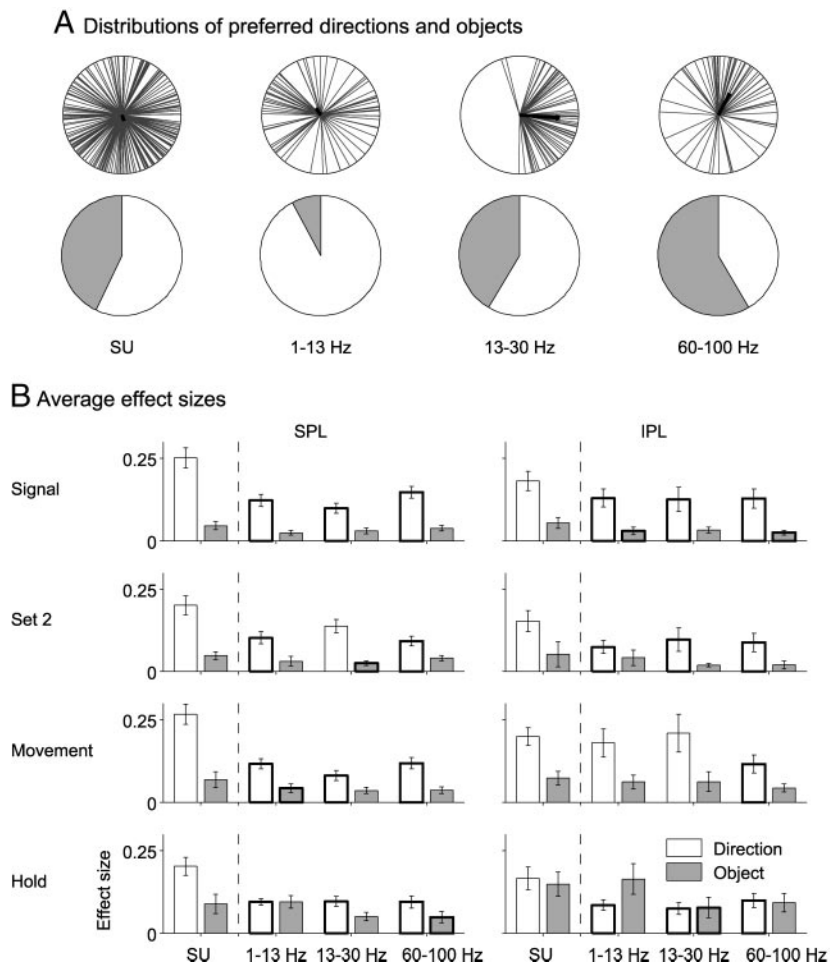 A Distributions of preferred directions and objects
SU 1-13 Hz 13-30 Hz 60-100 Hz
B Average effect sizes
SPL IPL
Signal 0.25 0.25
0 0
Set 2 0.25 0.25
0 0
Movement 0.25 0.25
0 0
Hold Effect size 0.25 0.25 Direction
Object
0 0
SU 1-13 Hz 13-30 Hz 60-100 Hz SU 1-13 Hz 13-30 Hz 60-100 Hz